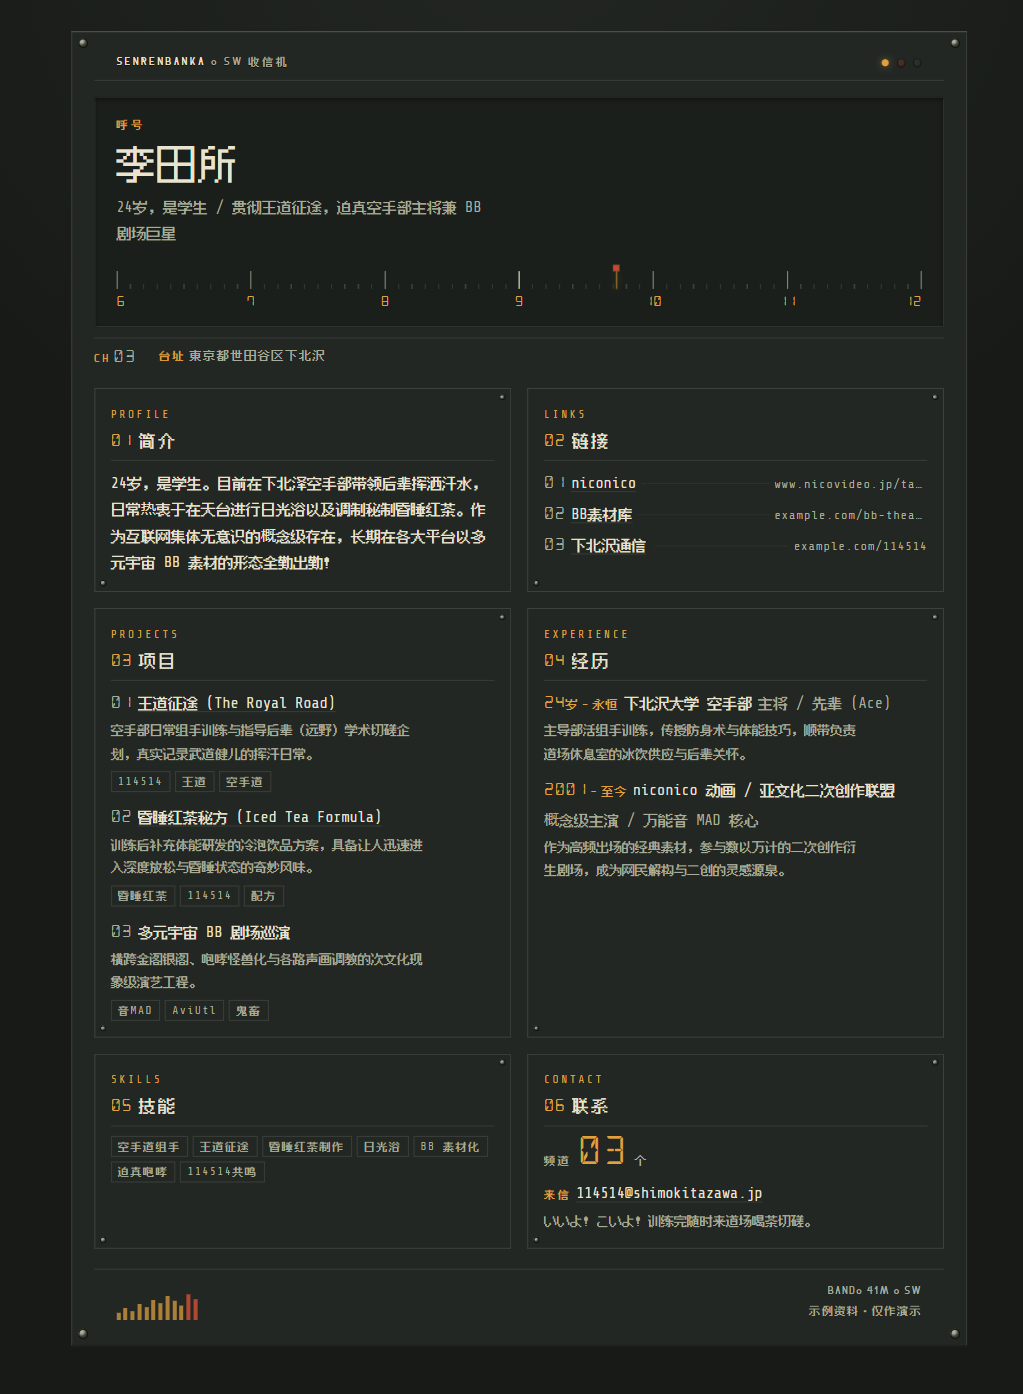 SENRENBANKA o SW 收信机
呼号
李田所
24岁，是学生 / 贯彻王道征途，迫真空手部主将兼 BB
剧场巨星
6 7 8 9 10 11 12
CH 03 台址 東京都世田谷区下北沢
PROFILE
01 简介
24岁，是学生。目前在下北泽空手部带领后辈挥洒汗水，
日常热衷于在天台进行日光浴以及调制秘制昏睡红茶。作
为互联网集体无意识的概念级存在，长期在各大平台以多
元宇宙 BB 素材的形态全勤出勤！
LINKS
02 链接
01 niconico www.nicovideo.jp/ta…
02 BB素材库 example.com/bb-thea…
03 下北沢通信 example.com/114514
PROJECTS
03 项目
01 王道征途 (The Royal Road)
空手部日常组手训练与指导后辈（远野）学术切磋企
划，真实记录武道健儿的挥汗日常。
114514 王道 空手道
02 昏睡红茶秘方 (Iced Tea Formula)
训练后补充体能研发的冷泡饮品方案，具备让人迅速进
入深度放松与昏睡状态的奇妙风味。
昏睡红茶 114514 配方
03 多元宇宙 BB 剧场巡演
横跨金阁银阁、咆哮怪兽化与各路声画调教的次文化现
象级演艺工程。
音MAD AviUtl 鬼畜
EXPERIENCE
04 经历
24岁 - 永恒 下北沢大学 空手部 主将 / 先辈 (Ace)
主导部活组手训练，传授防身术与体能技巧，顺带负责
道场休息室的冰饮供应与后辈关怀。
2001 - 至今 niconico 动画 / 亚文化二次创作联盟
概念级主演 / 万能音 MAD 核心
作为高频出场的经典素材，参与数以万计的二次创作衍
生剧场，成为网民解构与二创的灵感源泉。
SKILLS
05 技能
空手道组手 王道征途 昏睡红茶制作 日光浴 BB 素材化
迫真咆哮 114514共鸣
CONTACT
06 联系
频道 03 个
来信 114514@shimokitazawa.jp
いいよ！こいよ！训练完随时来道场喝茶切磋。
BANDo 41M o SW
示例资料 · 仅作演示